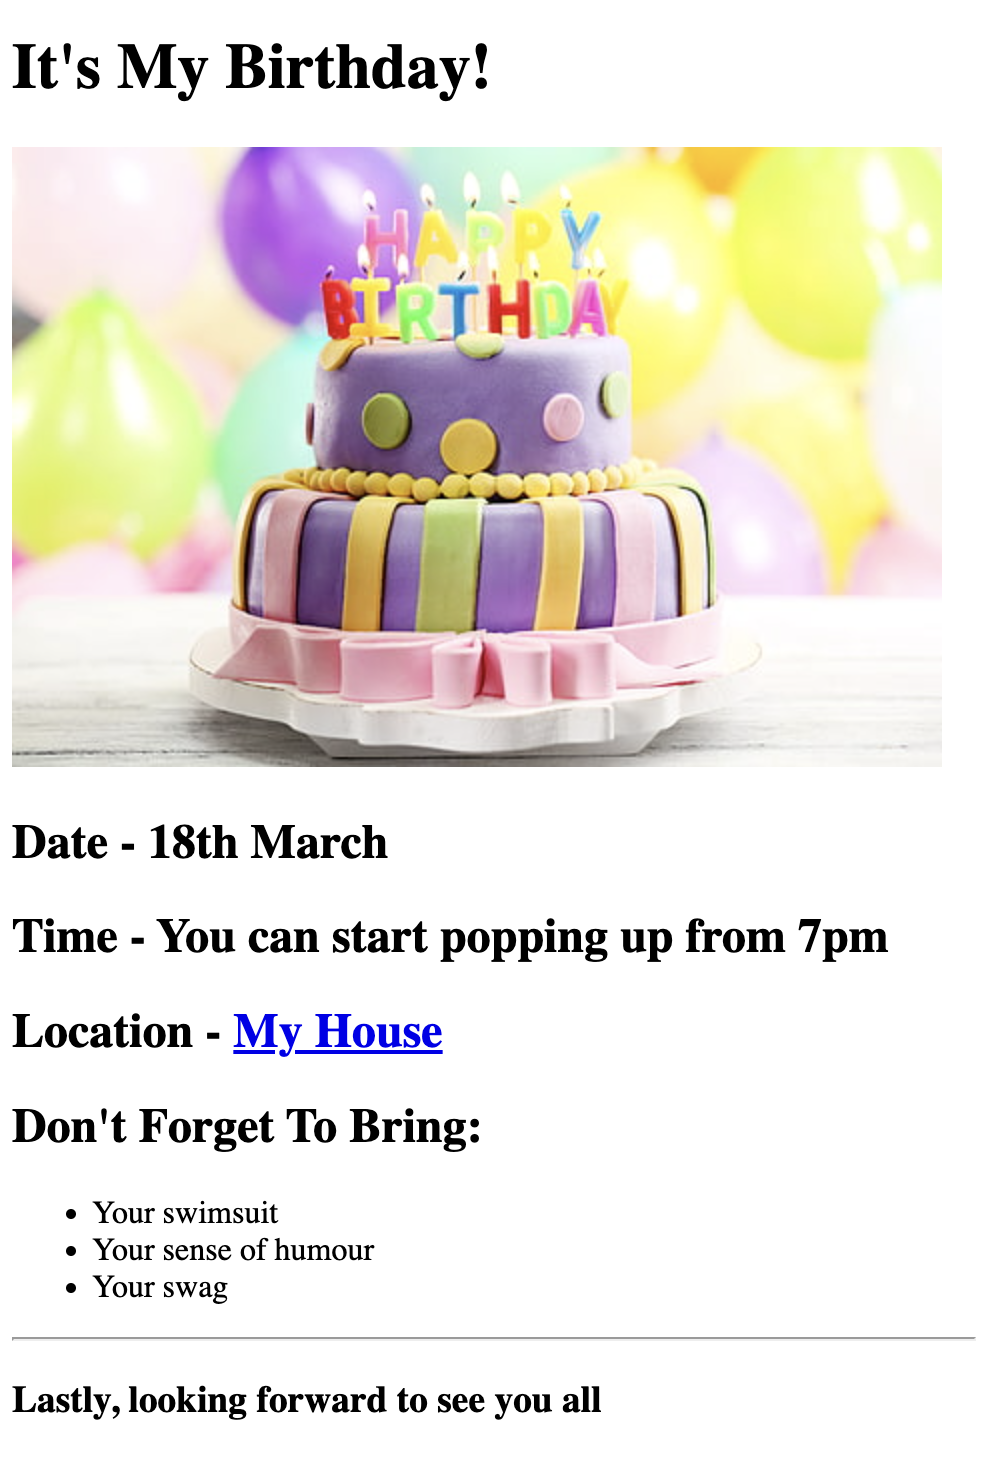 It's My Birthday!
HAPPY
BIRTHDAY
Date - 18th March
Time - You can start popping up from 7pm
Location - My House
Don't Forget To Bring:
Your swimsuit
Your sense of humour
Your swag
Lastly, looking forward to see you all